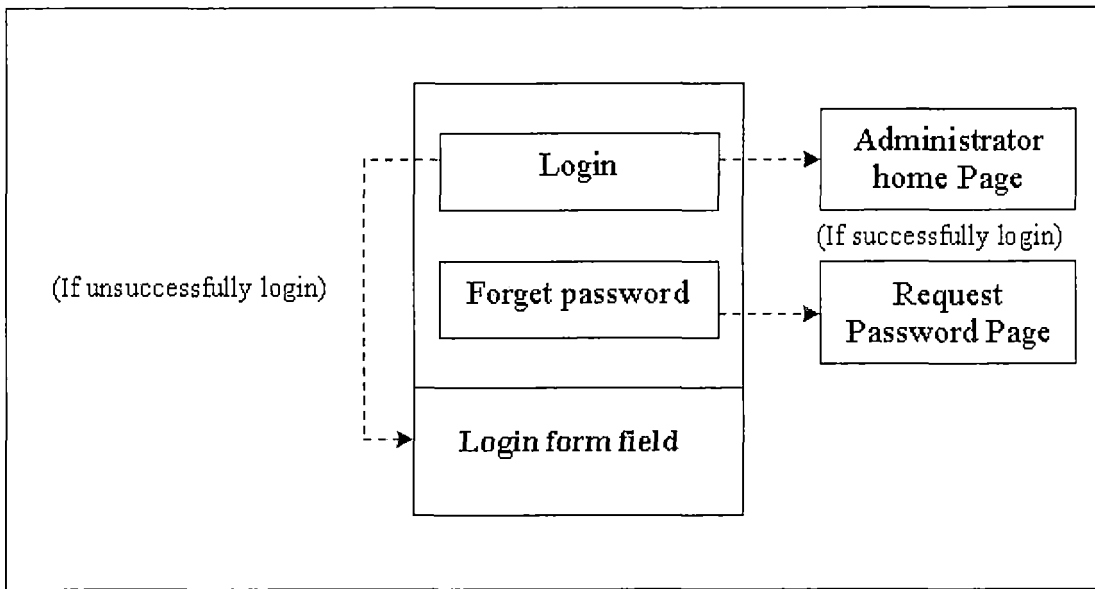 Login
Administrator
home Page
(If successfully login)
(If unsuccessfully login)
Forget password
Request
Password Page
Login form field